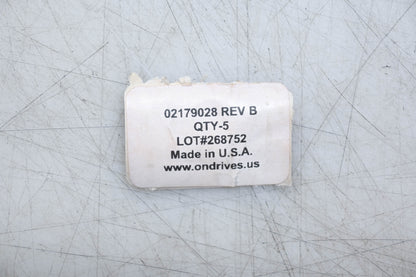 02179028 REV B
QTY-5
LOT#268752
Made in U.S.A.
www.ondrives.us